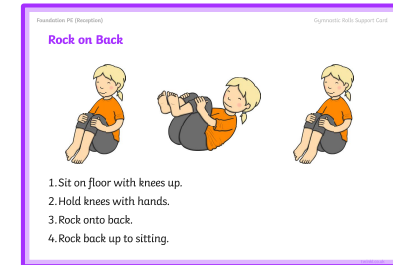 Foundation PE (Reception)
Gymnastic Rolls Support Card
Rock on Back
1. Sit on floor with knees up.
2. Hold knees with hands.
3. Rock onto back.
4. Rock back up to sitting.